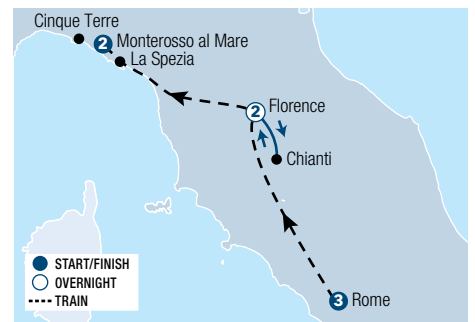 Cinque Terre
2 Monterosso al Mare
La Spezia
2 Florence
Chianti
START/FINISH
OVERNIGHT
TRAIN
3 Rome